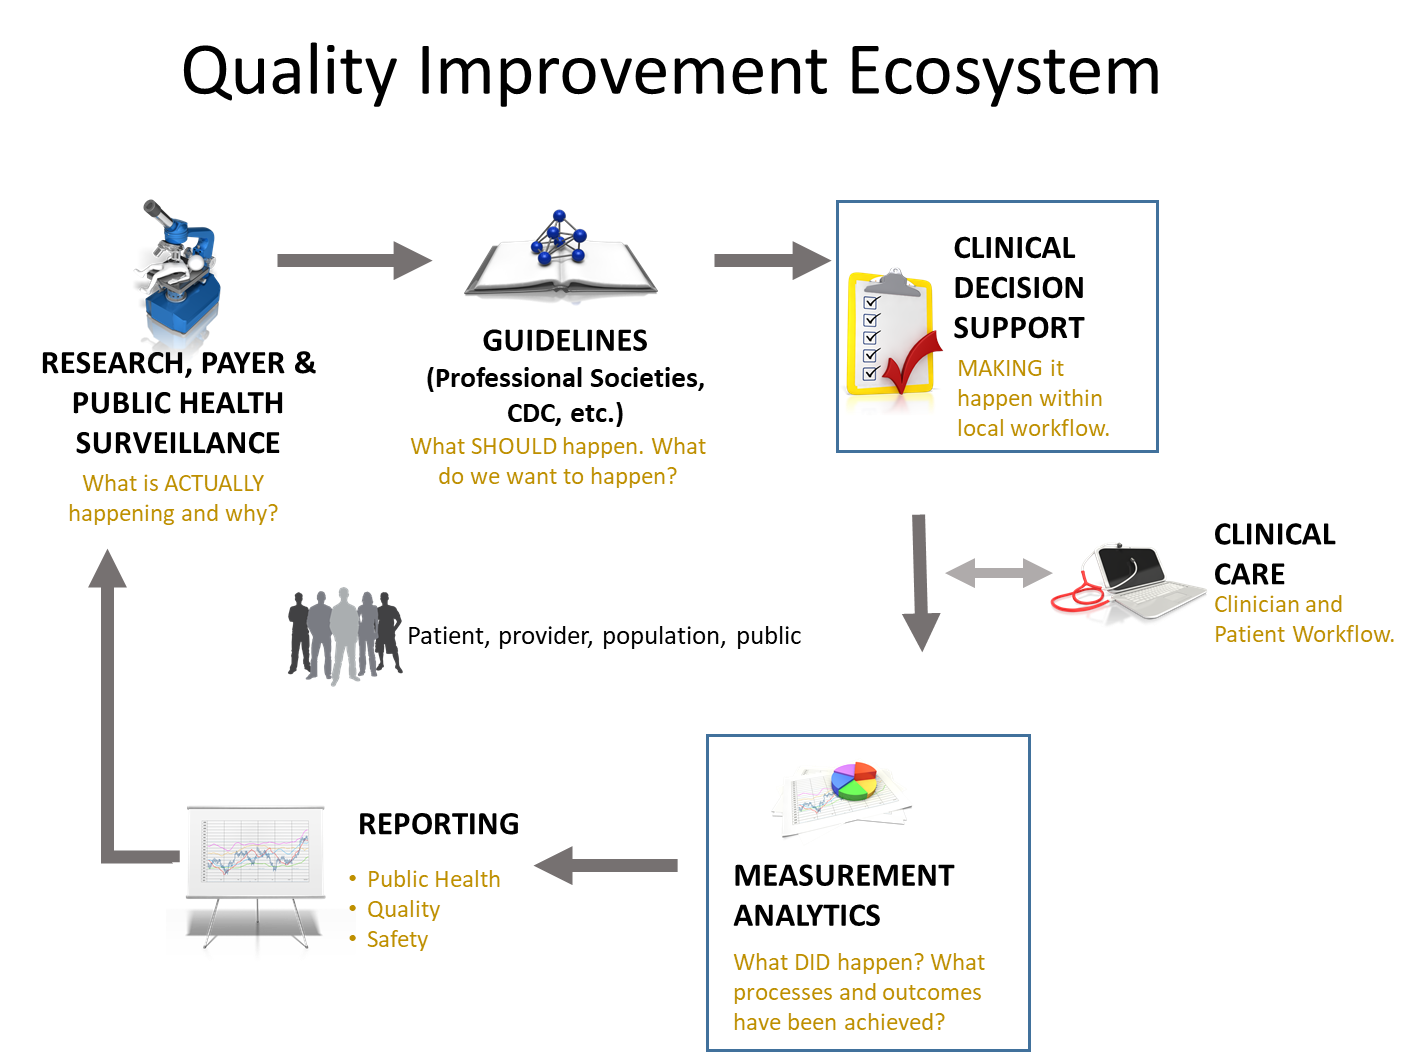 Quality Improvement Ecosystem
RESEARCH, PAYER &
PUBLIC HEALTH
SURVEILLANCE
What is ACTUALLY
happening and why?
GUIDELINES
(Professional Societies,
CDC, etc.)
What SHOULD happen. What
do we want to happen?
CLINICAL
DECISION
SUPPORT
MAKING it
happen within
local workflow.
CLINICAL
CARE
Clinician and
Patient Workflow.
Patient, provider, population, public
REPORTING
• Public Health
• Quality
• Safety
MEASUREMENT
ANALYTICS
What DID happen? What
processes and outcomes
have been achieved?